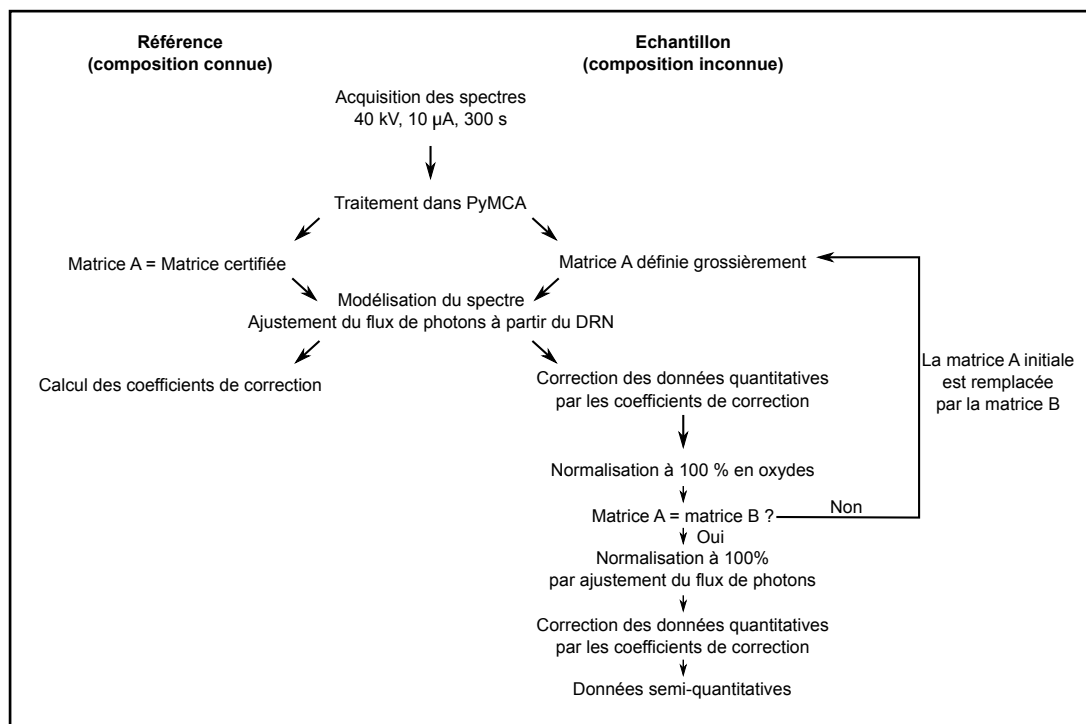 Référence
(composition connue)
Echantillon
(composition inconnue)
Acquisition des spectres
40 kV, 10 µA, 300 s
Traitement dans PyMCA
Matrice A = Matrice certifiée
Matrice A définie grossièrement
Modélisation du spectre
Ajustement du flux de photons à partir du DRN
Calcul des coefficients de correction
Correction des données quantitatives
par les coefficients de correction
La matrice A initiale
est remplacée
par la matrice B
Normalisation à 100 % en oxydes
Matrice A = matrice B ?
Non
Oui
Normalisation à 100%
par ajustement du flux de photons
Correction des données quantitatives
par les coefficients de correction
Données semi-quantitatives